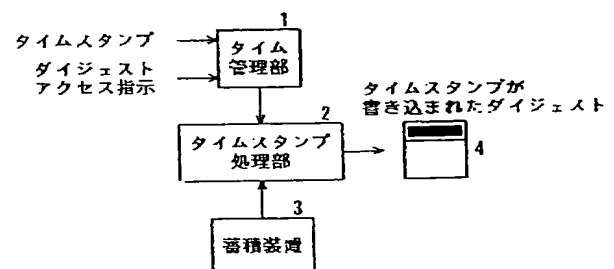 1
タイムスタンプ
タイム
管理部
ダイジェスト
アクセス指示
タイムスタンプが
書き込まれたダイジェスト
2
タイムスタンプ
処理部
4
3
蓄積装置